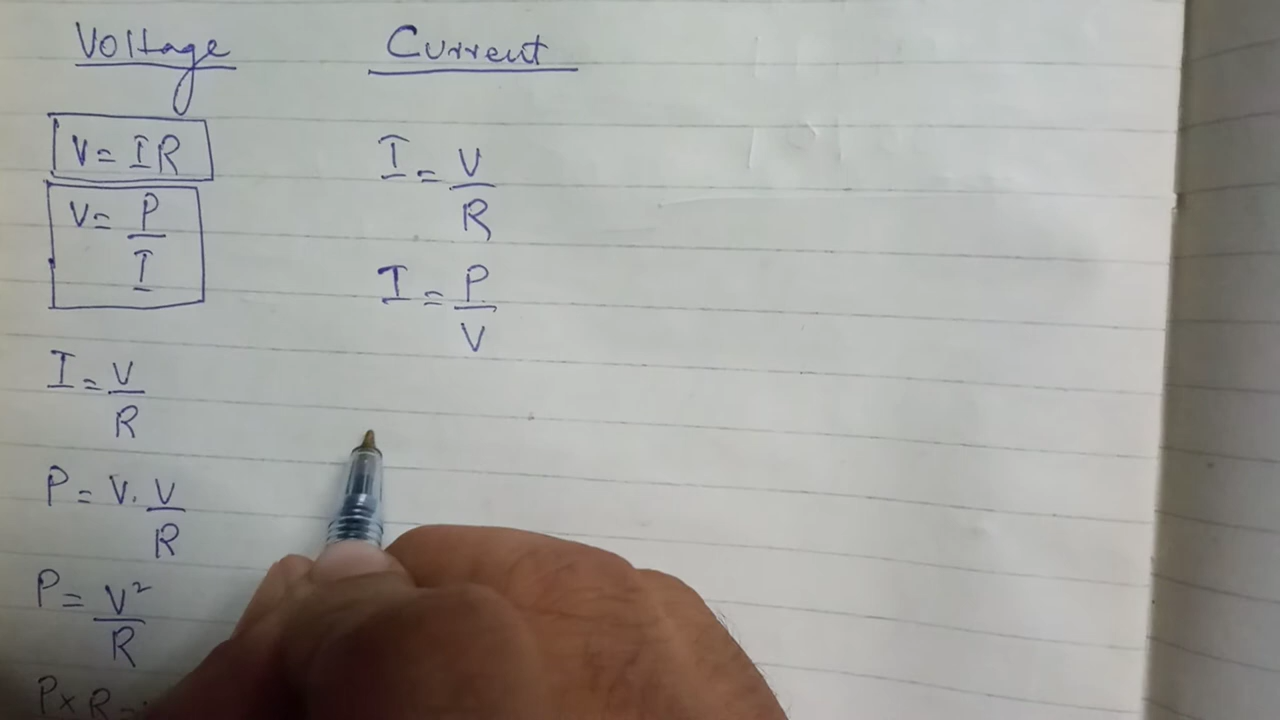 Voltage
V = IR
V = P/I
I = V/R
P = V. V/R
P = V²/R
P × R =
Current
I = V/R
I = P/V